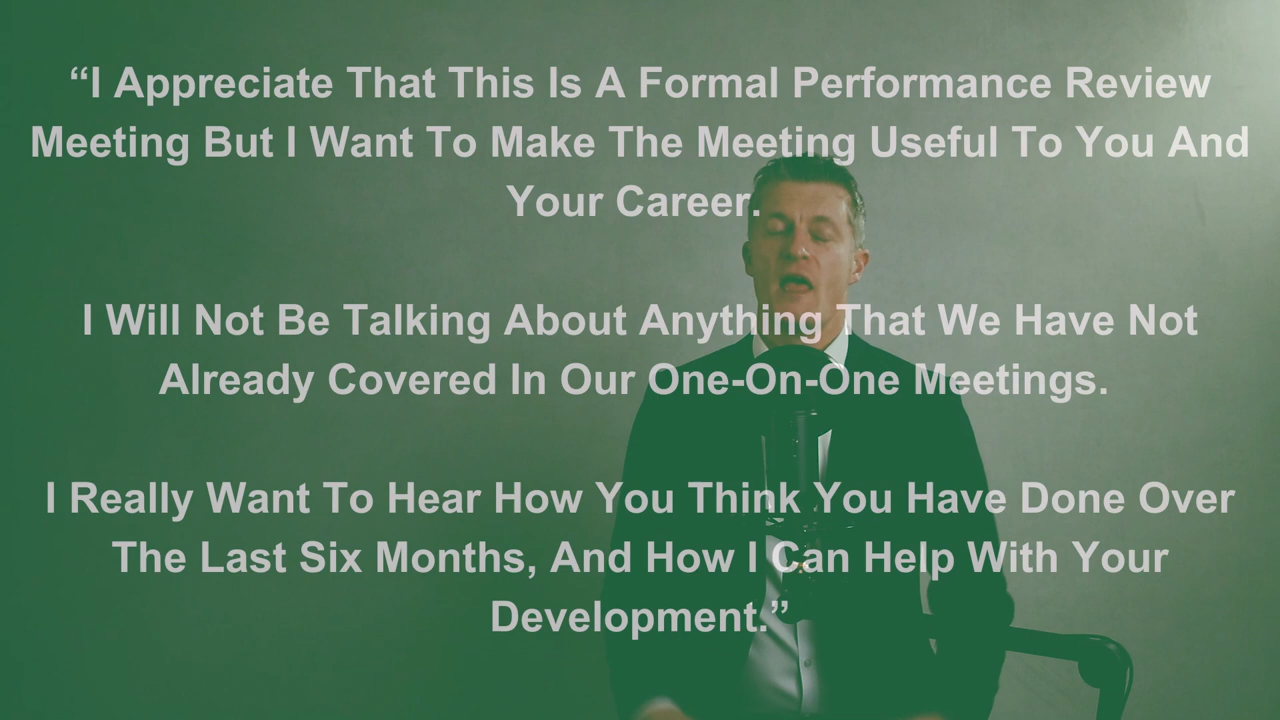 “I Appreciate That This Is A Formal Performance Review
Meeting But I Want To Make The Meeting Useful To You And
Your Career.
I Will Not Be Talking About Anything That We Have Not
Already Covered In Our One-On-One Meetings.
I Really Want To Hear How You Think You Have Done Over
The Last Six Months, And How I Can Help With Your
Development.”